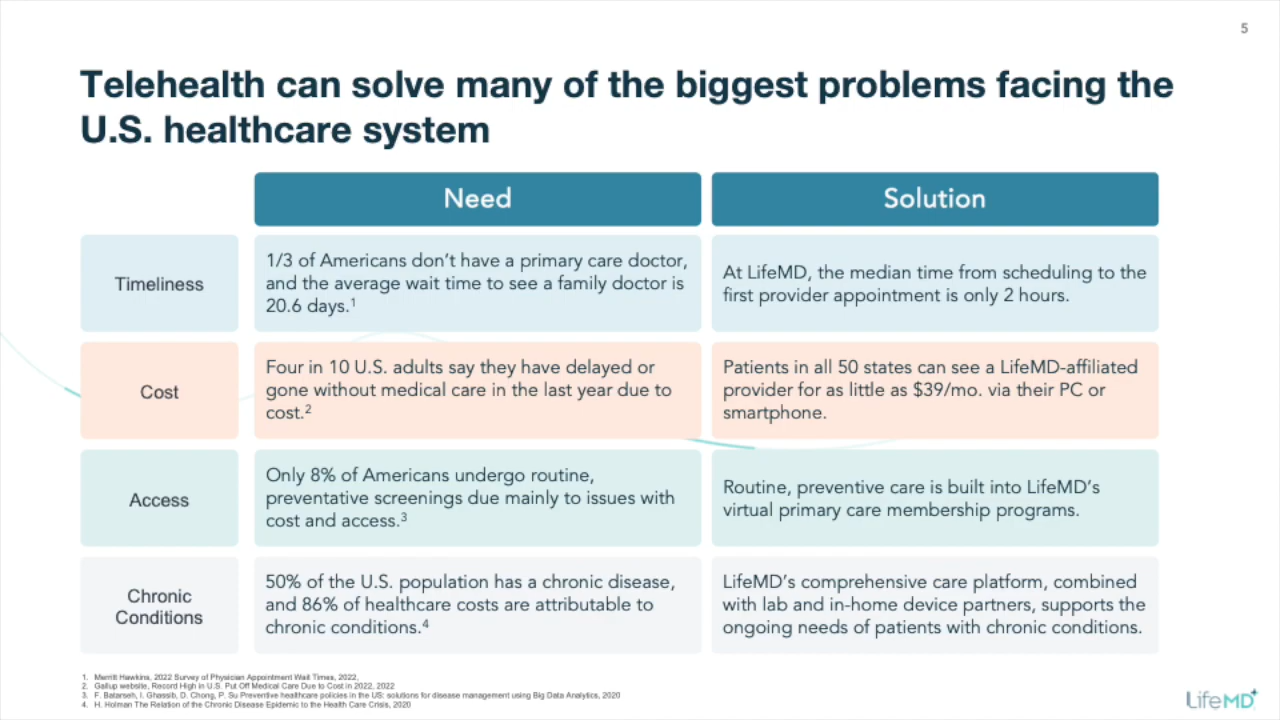 5
Telehealth can solve many of the biggest problems facing the
U.S. healthcare system
Need
Solution
Timeliness
1/3 of Americans don’t have a primary care doctor,
and the average wait time to see a family doctor is
20.6 days.1
At LifeMD, the median time from scheduling to the
first provider appointment is only 2 hours.
Cost
Four in 10 U.S. adults say they have delayed or
gone without medical care in the last year due to
cost.2
Patients in all 50 states can see a LifeMD-affiliated
provider for as little as $39/mo. via their PC or
smartphone.
Access
Only 8% of Americans undergo routine,
preventative screenings due mainly to issues with
cost and access.3
Routine, preventive care is built into LifeMD’s
virtual primary care membership programs.
Chronic
Conditions
50% of the U.S. population has a chronic disease,
and 86% of healthcare costs are attributable to
chronic conditions.4
LifeMD’s comprehensive care platform, combined
with lab and in-home device partners, supports the
ongoing needs of patients with chronic conditions.
1. Merritt Hawkins, 2022 Survey of Physician Appointment Wait Times, 2022,
2. Gallup website, Record High in U.S. Put Off Medical Care Due to Cost in 2022, 2022
3. F. Batarseh, I. Ghassib, D. Chong, P. Su Preventive healthcare policies in the US: solutions for disease management using Big Data Analytics, 2020
4. H. Holman The Relation of the Chronic Disease Epidemic to the Health Care Crisis, 2020
LifeMD